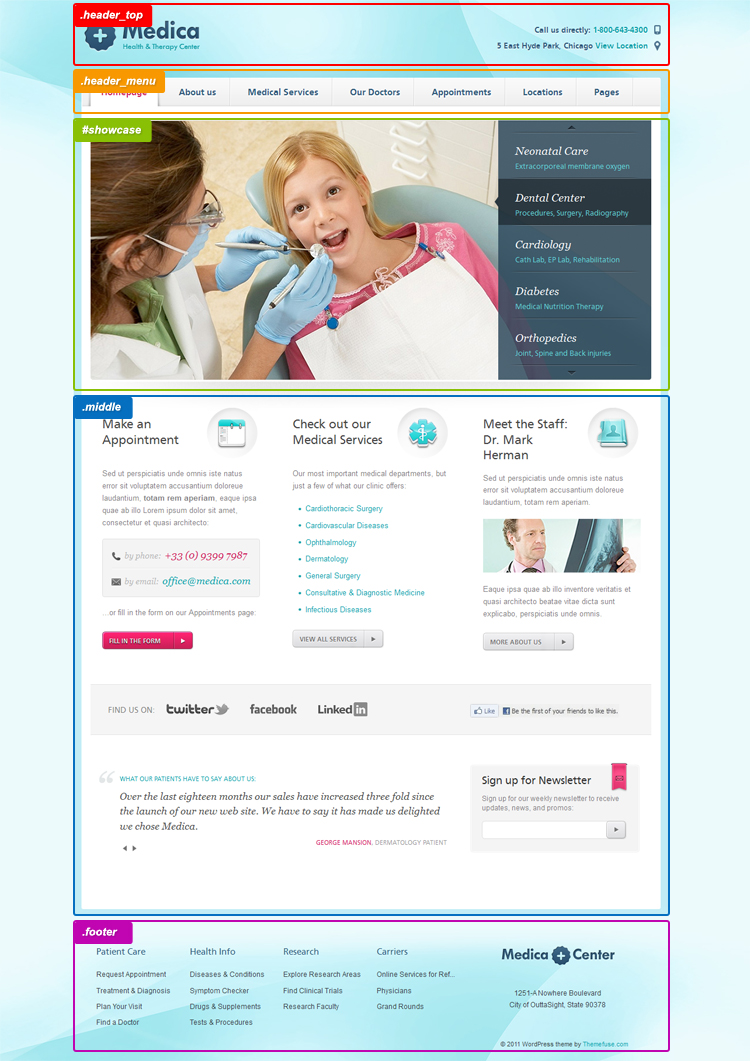 .header_top
Medica
Health & Therapy Center
Call us directly: 1-800-643-4300
5 East Hyde Park, Chicago View Location
.header_menu
Homepage
About us
Medical Services
Our Doctors
Appointments
Locations
Pages
#showcase
Neonatal Care
Extracorporeal membrane oxygen
Dental Center
Procedures, Surgery, Radiography
Cardiology
Cath Lab, EP Lab, Rehabilitation
Diabetes
Medical Nutrition Therapy
Orthopedics
Joint, Spine and Back injuries
.middle
Make an
Appointment
Sed ut perspiciatis unde omnis iste natus
error sit voluptatem accusantium doloreue
laudantium, totam rem aperiam, eaque ipsa
quae ab illo Lorem ipsum dolor sit amet,
consectetur et quasi architecto:
by phone: +33 (0) 9399 7987
by email: office@medica.com
...or fill in the form on our Appointments page:
FILL IN THE FORM
Check out our
Medical Services
Our most important medical departments, but
just a few of what our clinic offers:
Cardiothoracic Surgery
Cardiovascular Diseases
Ophthalmology
Dermatology
General Surgery
Consultative & Diagnostic Medicine
Infectious Diseases
VIEW ALL SERVICES
Meet the Staff:
Dr. Mark
Herman
Sed ut perspiciatis unde omnis iste natus
error sit voluptatem accusantium doloreue
laudantium, totam rem aperiam.
Eaque ipsa quae ab illo inventore veritatis et
quasi architecto beatae vitae dicta sunt
explicabo, perspiciatis unde omnis.
MORE ABOUT US
FIND US ON:
twitter
facebook
Linked in
Like
Be the first of your friends to like this.
WHAT OUR PATIENTS HAVE TO SAY ABOUT US:
Over the last eighteen months our sales have increased three fold since
the launch of our new web site. We have to say it has made us delighted
we chose Medica.
GEORGE MANSION, DERMATOLOGY PATIENT
Sign up for Newsletter
Sign up for our weekly newsletter to receive
updates, news, and promos:
.footer
Patient Care
Request Appointment
Treatment & Diagnosis
Plan Your Visit
Find a Doctor
Health Info
Diseases & Conditions
Symptom Checker
Drugs & Supplements
Tests & Procedures
Research
Explore Research Areas
Find Clinical Trials
Research Faculty
Carriers
Online Services for Ref...
Physicians
Grand Rounds
Medica Center
1251-A Nowhere Boulevard
City of OuttaSight, State 90378
© 2011 WordPress theme by Themefuse.com